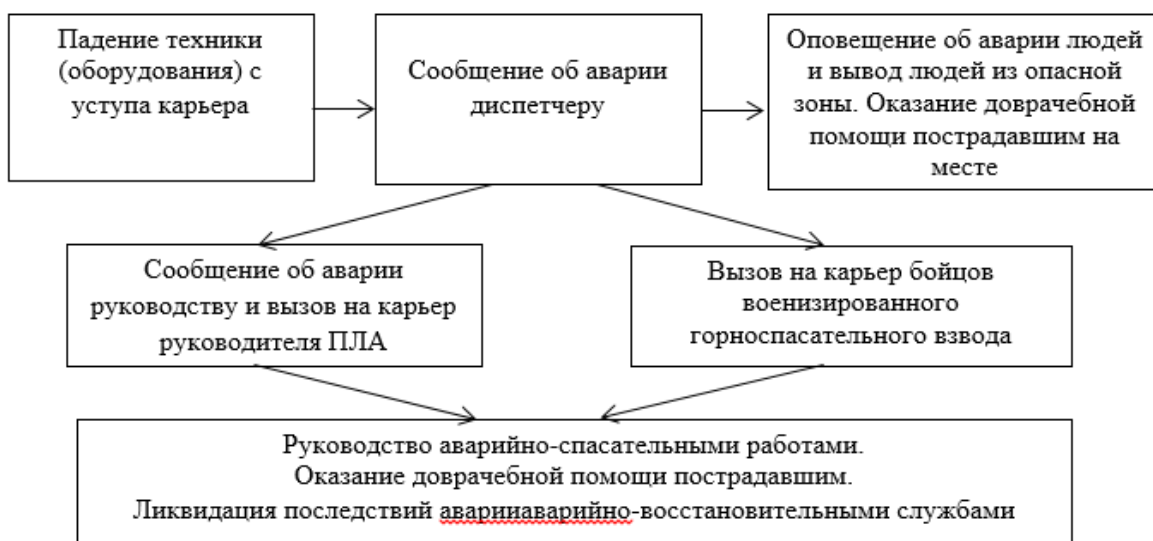 Падение техники
(оборудования) с
уступа карьера
Сообщение об аварии
диспетчеру
Оповещение об аварии людей
и вывод людей из опасной
зоны. Оказание доврачебной
помощи пострадавшим на
месте
Сообщение об аварии
руководству и вызов на карьер
руководителя ПЛА
Вызов на карьер бойцов
военизированного
горноспасательного взвода
Руководство аварийно-спасательными работами.
Оказание доврачебной помощи пострадавшим.
Ликвидация последствий аварииаварийно-восстановительными службами